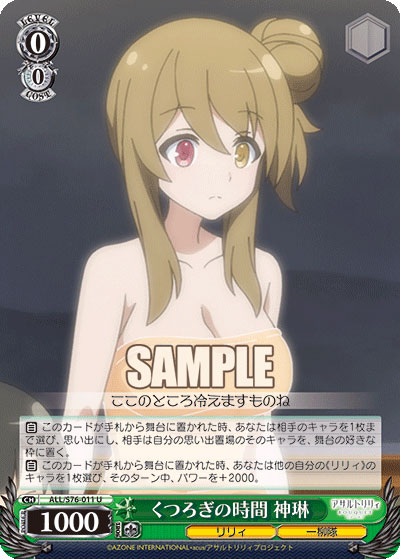 LEVEL
0
0
COST
SAMPLE
ここのところ冷えますものね
このカードが手札から舞台に置かれた時、あなたは相手のキャラを1枚
まで選び、思い出にし、相手は自分の思い出置場のそのキャラを、舞台の好きな
枠に置く。
このカードが手札から舞台に置かれた時、あなたは他の自分の《リリィ》の
キャラを1枚選び、そのターン中、パワーを+2000。
CH ALL/S76-011 U
1000
くつろぎの時間 神琳
アサルトリリィ
BOUQUET
リリィ
一柳隊
©AZONE INTERNATIONAL・acus/アサルトリリィプロジェクト